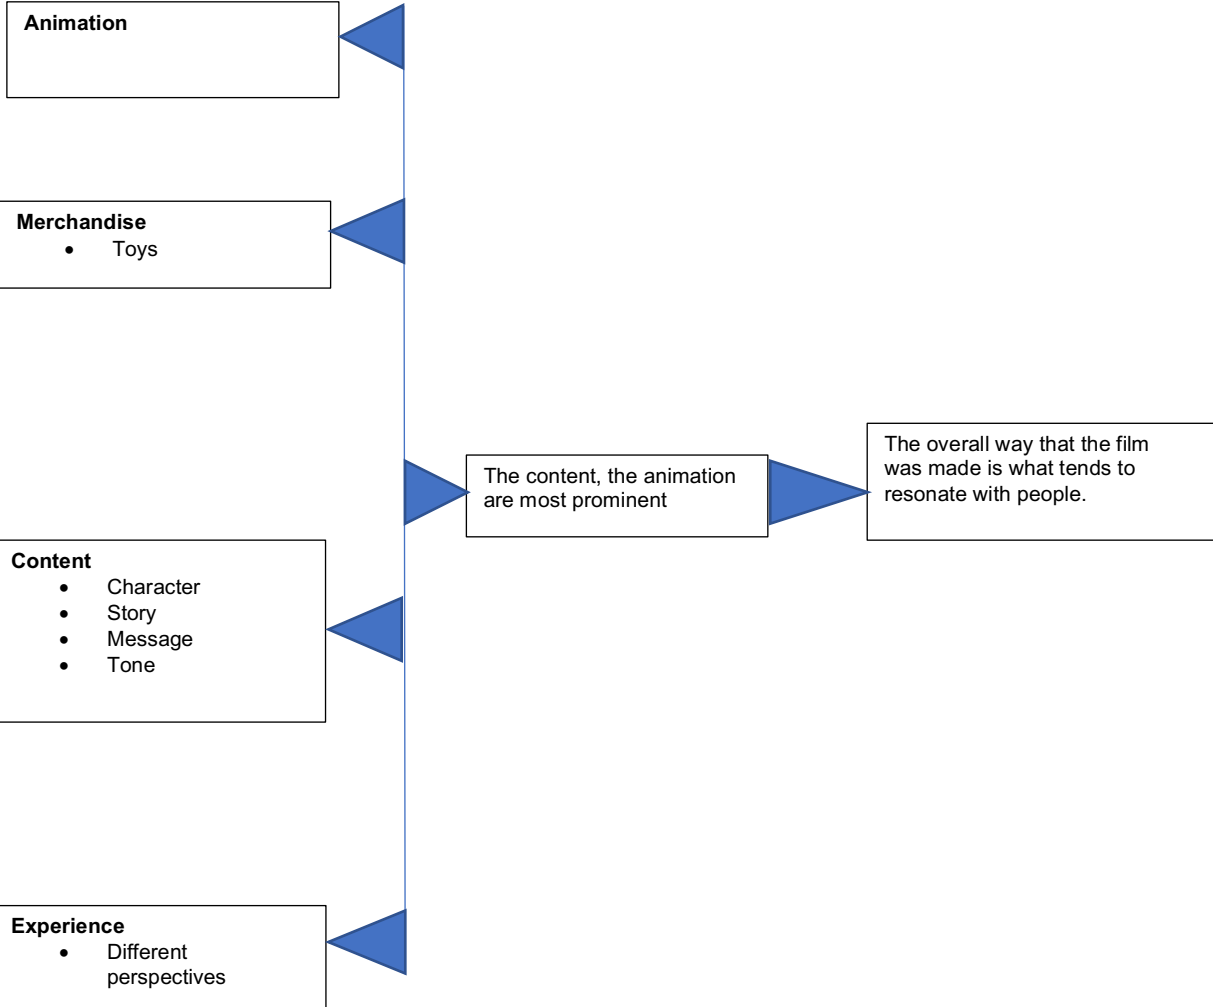 Animation
Merchandise
• Toys
The content, the animation
are most prominent
The overall way that the film
was made is what tends to
resonate with people.
Content
• Character
• Story
• Message
• Tone
Experience
• Different
perspectives